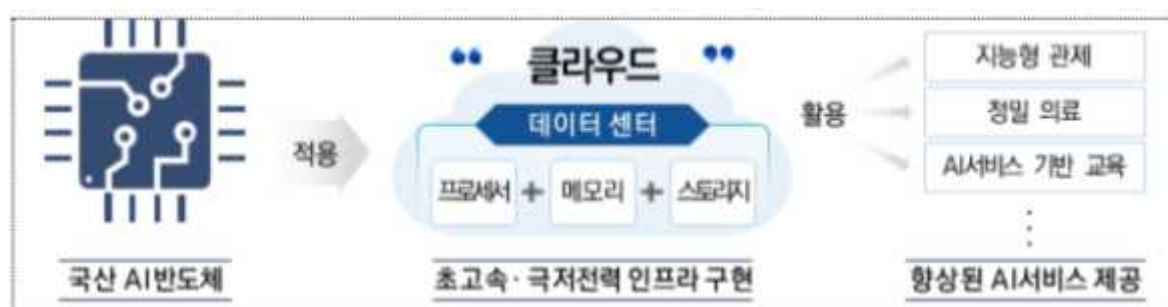 국산 AI반도체
적용
“ 클라우드 ”
데이터 센터
프로세서 + 메모리 + 스토리지
초고속·극저전력 인프라 구현
활용
지능형 관제
정밀 의료
AI서비스 기반 교육
⋮
향상된 AI서비스 제공